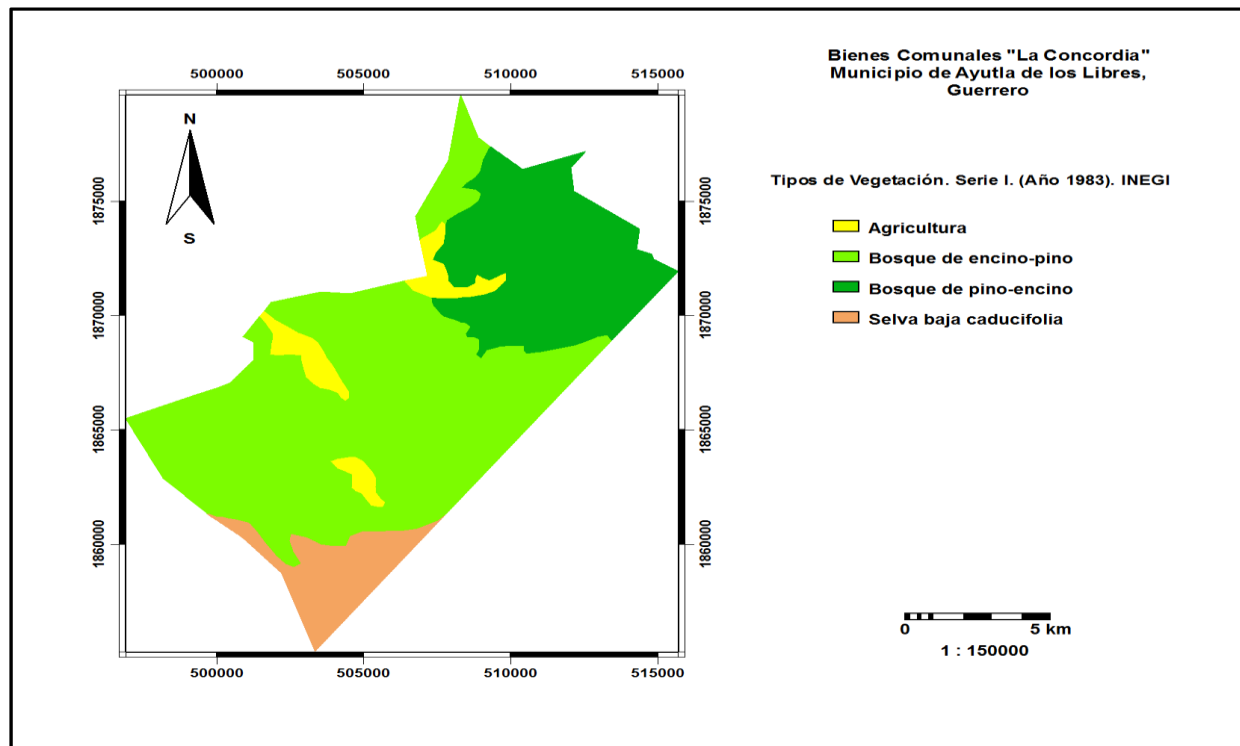 Bienes Comunales "La Concordia"
Municipio de Ayutla de los Libres,
Guerrero
500000 505000 510000 515000
N
S
1875000 1875000
1870000 1870000
1865000 1865000
1860000 1860000
500000 505000 510000 515000
Tipos de Vegetación. Serie I. (Año 1983). INEGI
Agricultura
Bosque de encino-pino
Bosque de pino-encino
Selva baja caducifolia
0 5 km
1 : 150000